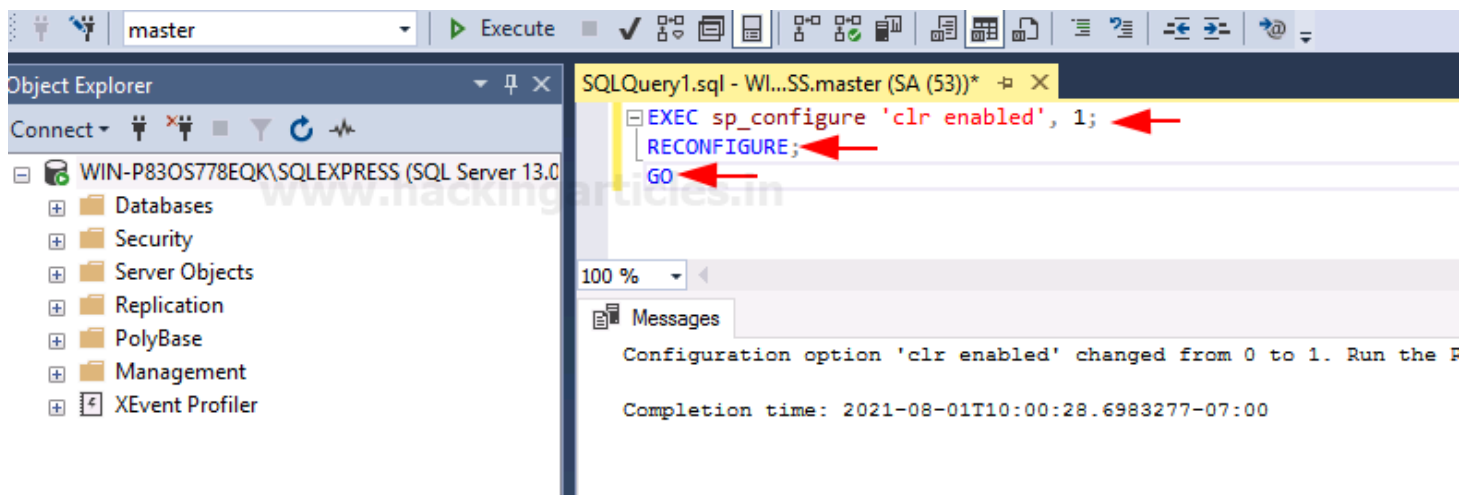 master
Execute
Object Explorer
Connect
WIN-P83OS778EQK\SQLEXPRESS (SQL Server 13.0
Databases
Security
Server Objects
Replication
PolyBase
Management
XEvent Profiler
SQLQuery1.sql - WI...SS.master (SA (53))*
EXEC sp_configure 'clr enabled', 1;
RECONFIGURE;
GO
www.hackingarticles.in
100 %
Messages
Configuration option 'clr enabled' changed from 0 to 1. Run the
Completion time: 2021-08-01T10:00:28.6983277-07:00